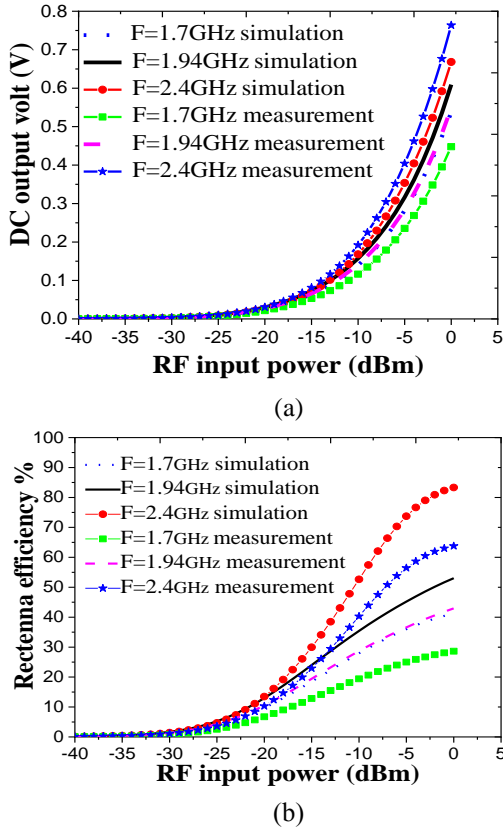 0.8
0.7
0.6
0.5
0.4
0.3
0.2
0.1
0.0
DC output volt (V)
F=1.7GHz simulation
F=1.94GHz simulation
F=2.4GHz simulation
F=1.7GHz measurement
F=1.94GHz measurement
F=2.4GHz measurement
-40 -35 -30 -25 -20 -15 -10 -5 0 5
RF input power (dBm)
(a)
100
90
80
70
60
50
40
30
20
10
0
Rectenna efficiency %
F=1.7GHz simulation
F=1.94GHz simulation
F=2.4GHz simulation
F=1.7GHz measurement
F=1.94GHz measurement
F=2.4GHz measurement
-40 -35 -30 -25 -20 -15 -10 -5 0 5
RF input power (dBm)
(b)